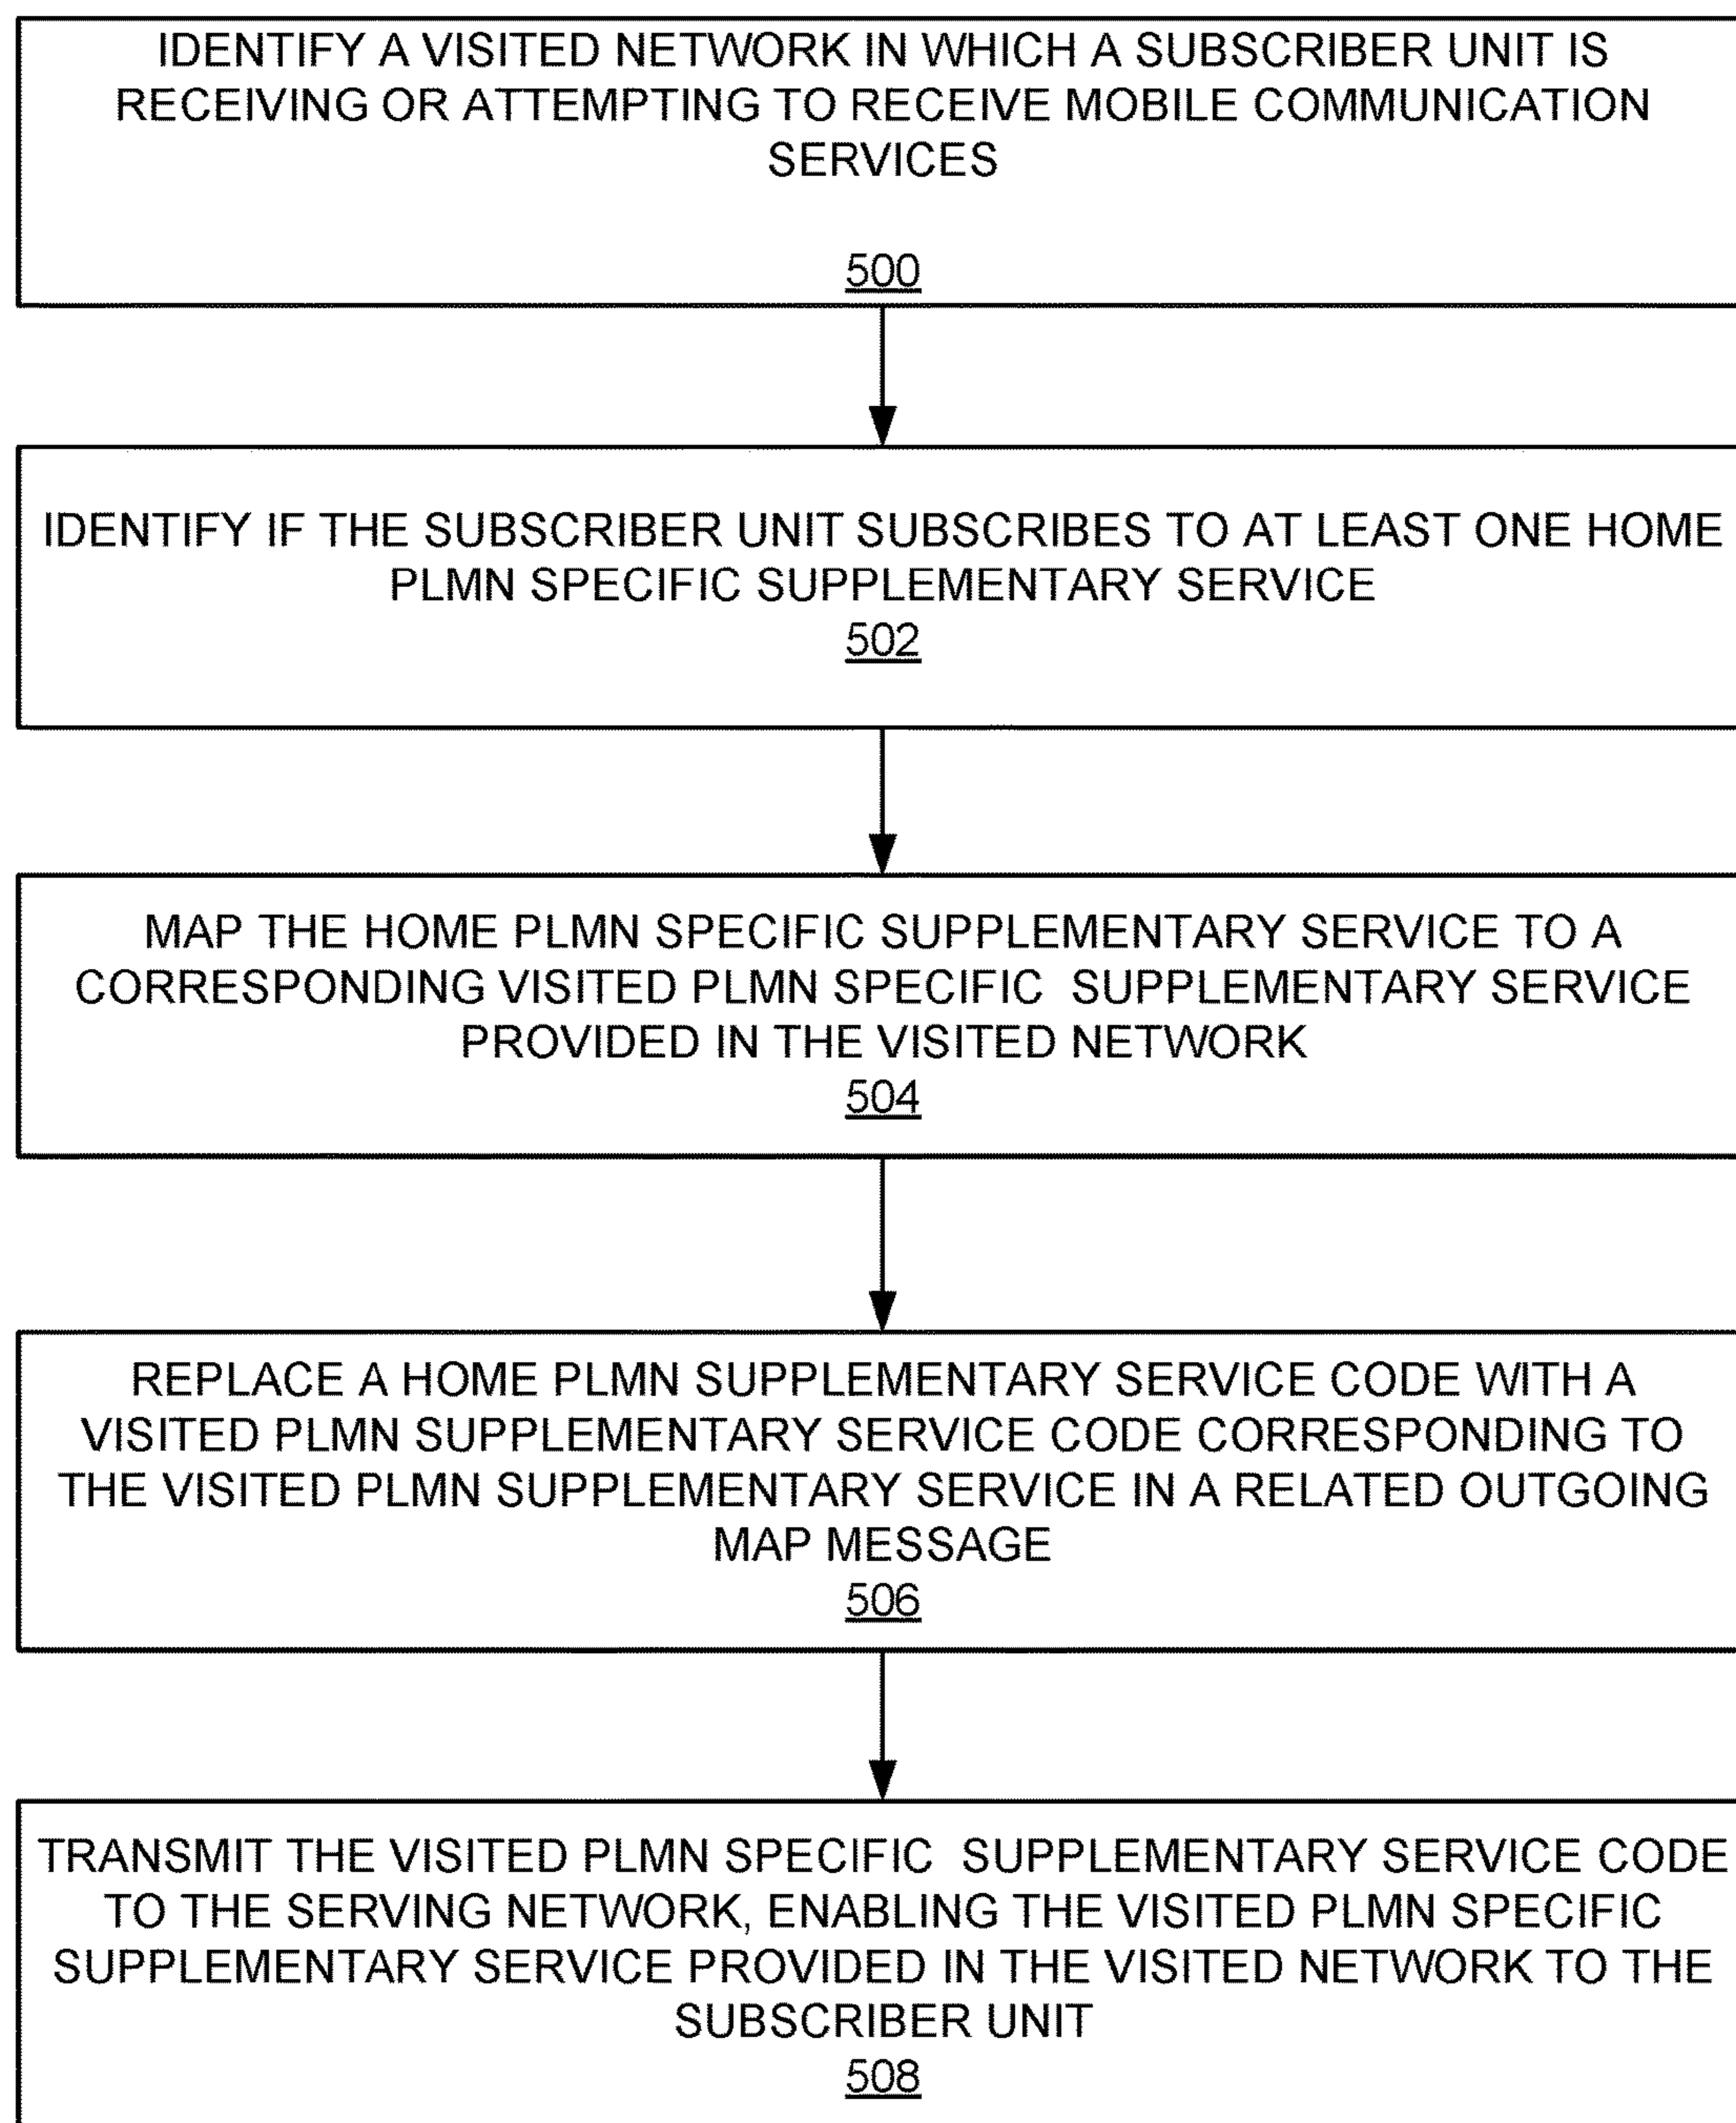 IDENTIFY A VISITED NETWORK IN WHICH A SUBSCRIBER UNIT IS
RECEIVING OR ATTEMPTING TO RECEIVE MOBILE COMMUNICATION
SERVICES
500
IDENTIFY IF THE SUBSCRIBER UNIT SUBSCRIBES TO AT LEAST ONE HOME
PLMN SPECIFIC SUPPLEMENTARY SERVICE
502
MAP THE HOME PLMN SPECIFIC SUPPLEMENTARY SERVICE TO A
CORRESPONDING VISITED PLMN SPECIFIC SUPPLEMENTARY SERVICE
PROVIDED IN THE VISITED NETWORK
504
REPLACE A HOME PLMN SUPPLEMENTARY SERVICE CODE WITH A
VISITED PLMN SUPPLEMENTARY SERVICE CODE CORRESPONDING TO
THE VISITED PLMN SUPPLEMENTARY SERVICE IN A RELATED OUTGOING
MAP MESSAGE
506
TRANSMIT THE VISITED PLMN SPECIFIC SUPPLEMENTARY SERVICE CODE
TO THE SERVING NETWORK, ENABLING THE VISITED PLMN SPECIFIC
SUPPLEMENTARY SERVICE PROVIDED IN THE VISITED NETWORK TO THE
SUBSCRIBER UNIT
508